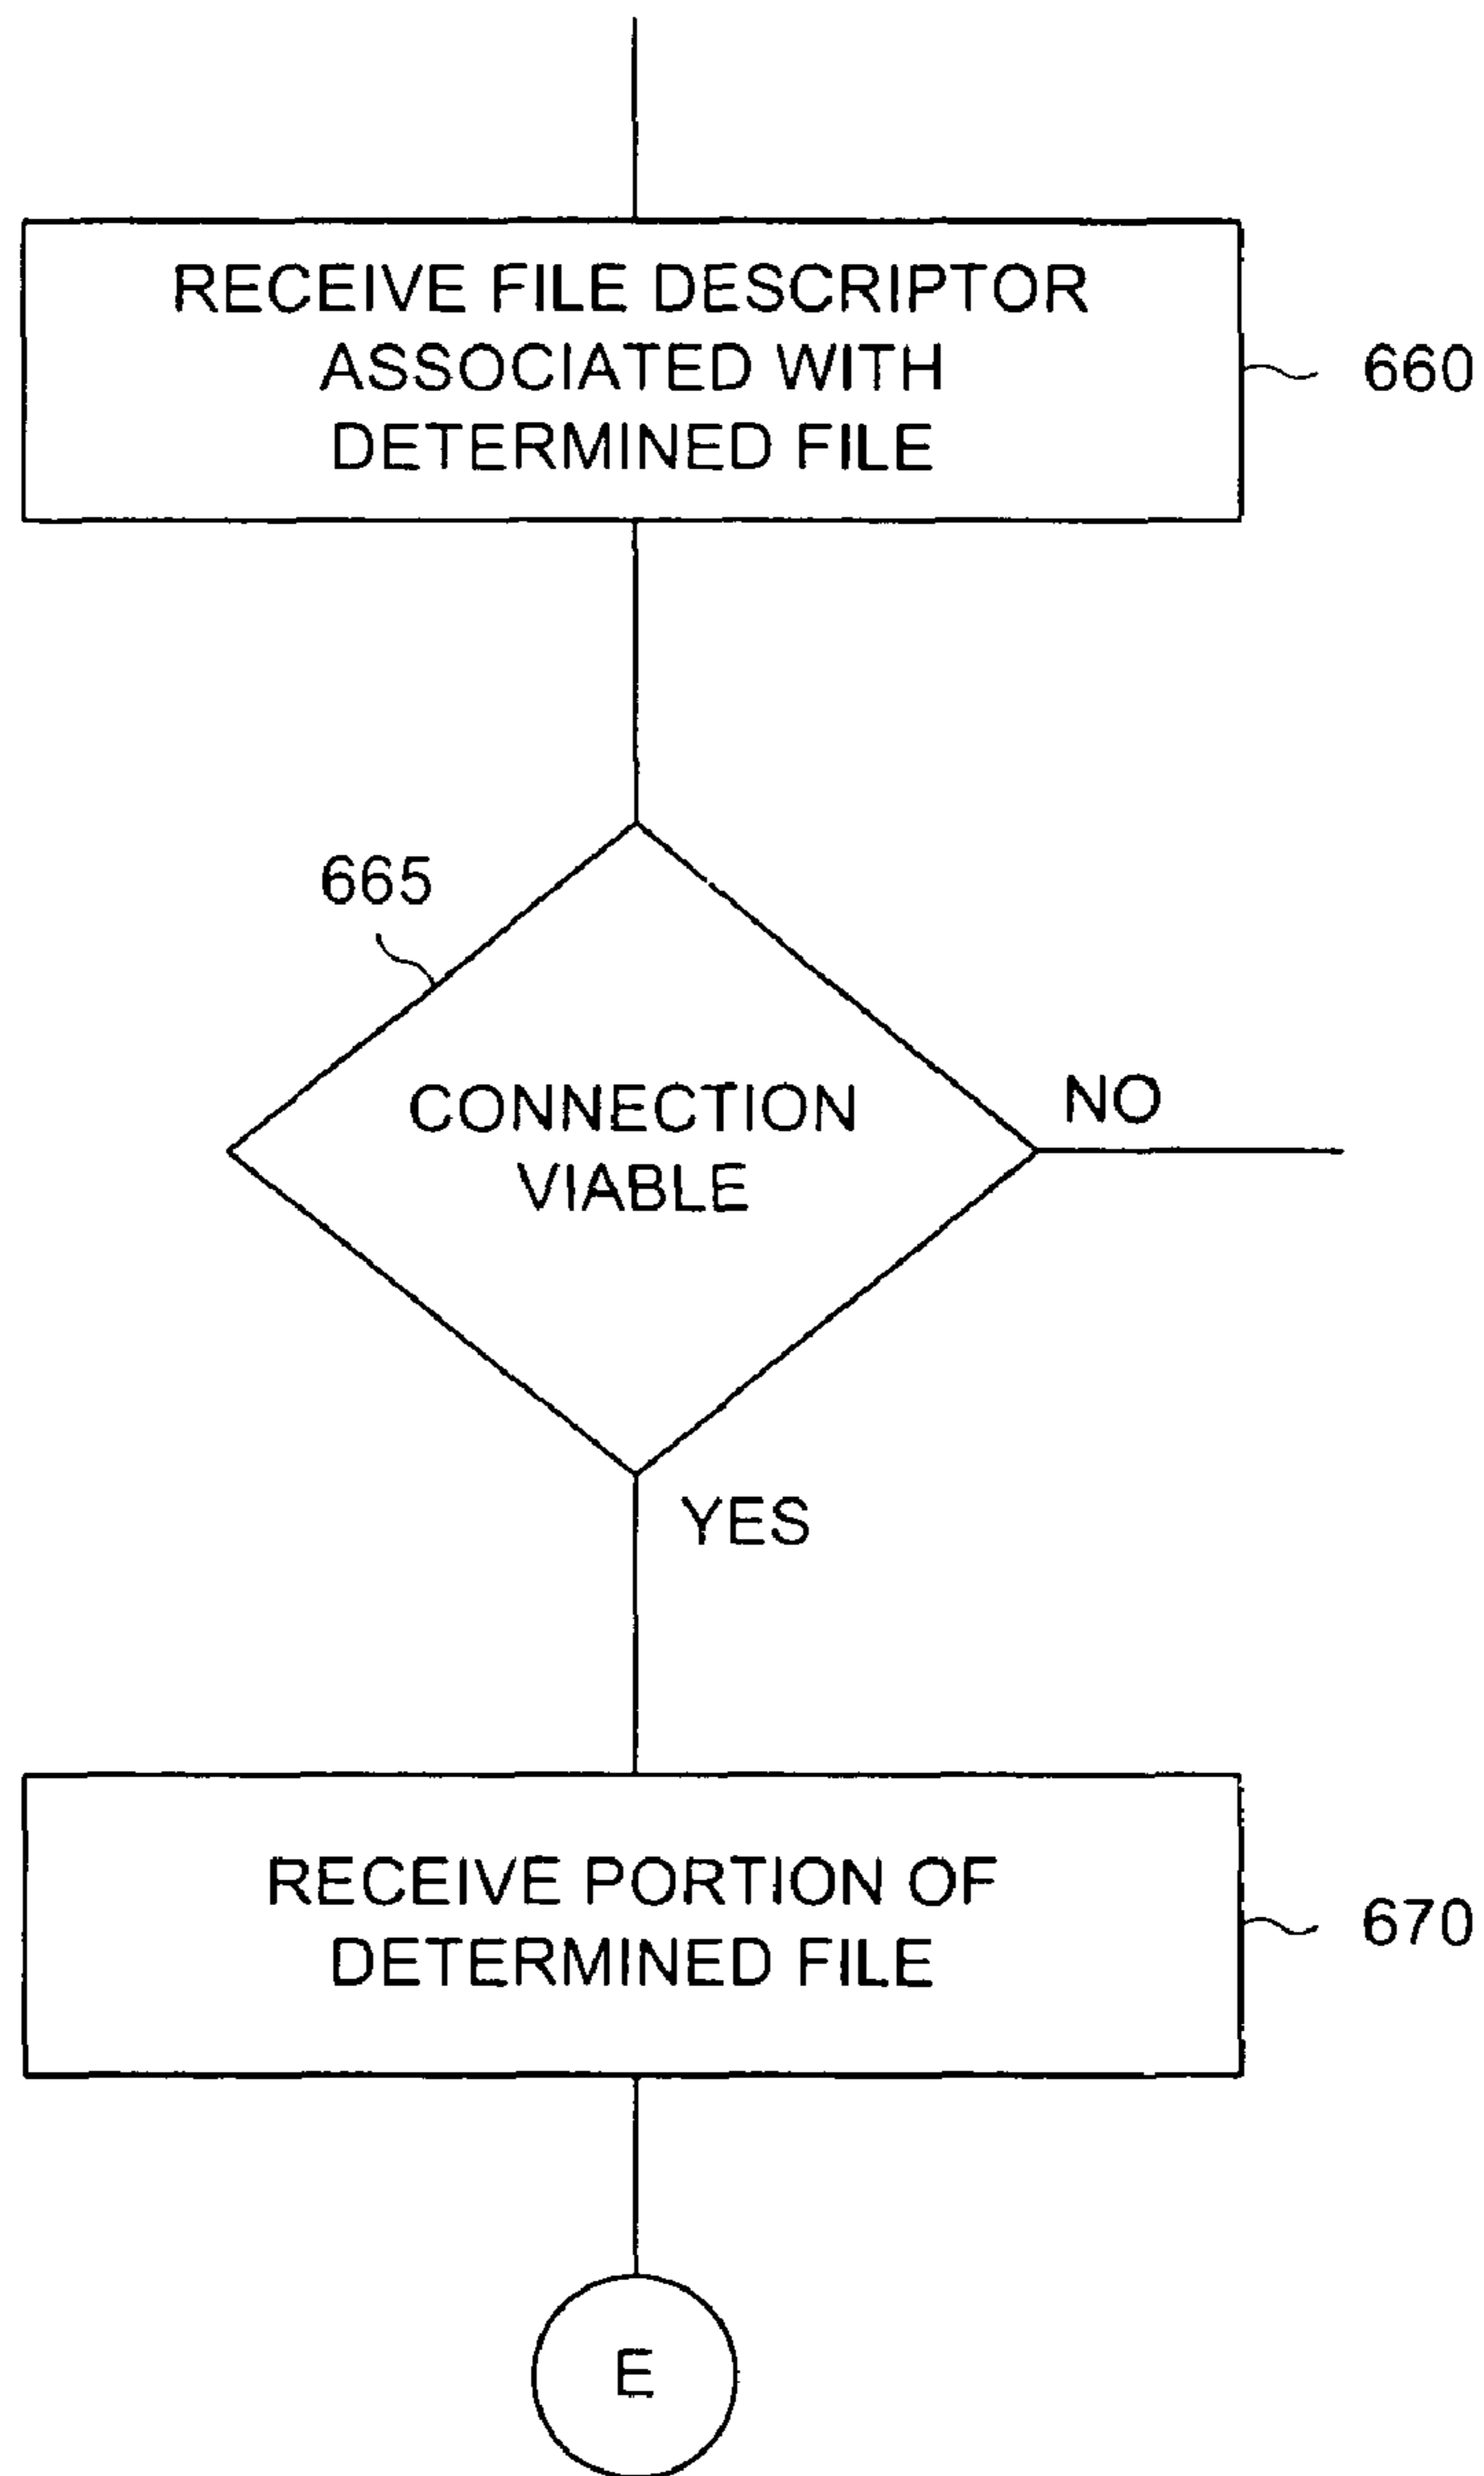 RECEIVE FILE DESCRIPTOR
ASSOCIATED WITH
DETERMINED FILE
660
665
CONNECTION
VIABLE
NO
YES
RECEIVE PORTION OF
DETERMINED FILE
670
E